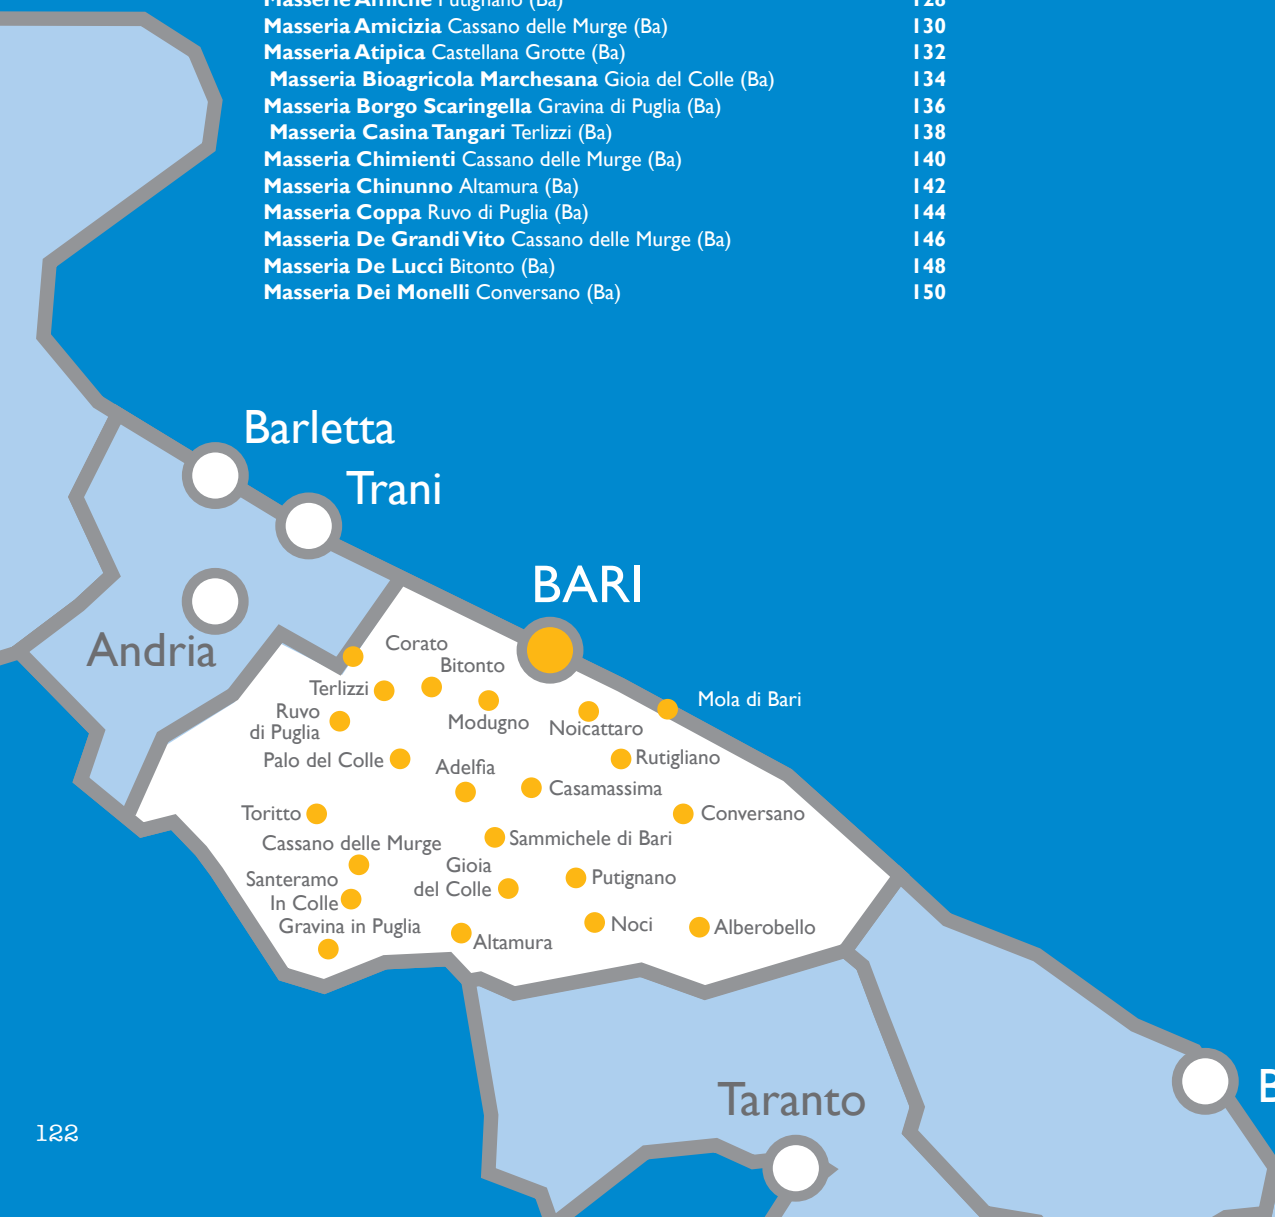 Masserie Amiche Putignano (Ba) 128
Masseria Amicizia Cassano delle Murge (Ba) 130
Masseria Atipica Castellana Grotte (Ba) 132
Masseria Bioagricola Marchesana Gioia del Colle (Ba) 134
Masseria Borgo Scaringella Gravina di Puglia (Ba) 136
Masseria Casina Tangari Terlizzi (Ba) 138
Masseria Chimienti Cassano delle Murge (Ba) 140
Masseria Chinunno Altamura (Ba) 142
Masseria Coppa Ruvo di Puglia (Ba) 144
Masseria De Grandi Vito Cassano delle Murge (Ba) 146
Masseria De Lucci Bitonto (Ba) 148
Masseria Dei Monelli Conversano (Ba) 150
Barletta
Trani
BARI
Andria
Corato
Bitonto
Terlizzi
Ruvo
di Puglia
Modugno
Noicattaro
Mola di Bari
Palo del Colle
Adelfia
Rutigliano
Casamassima
Toritto
Conversano
Cassano delle Murge
Sammichele di Bari
Gioia
del Colle
Santeramo
In Colle
Putignano
Gravina in Puglia
Altamura
Noci
Alberobello
Taranto
B
122